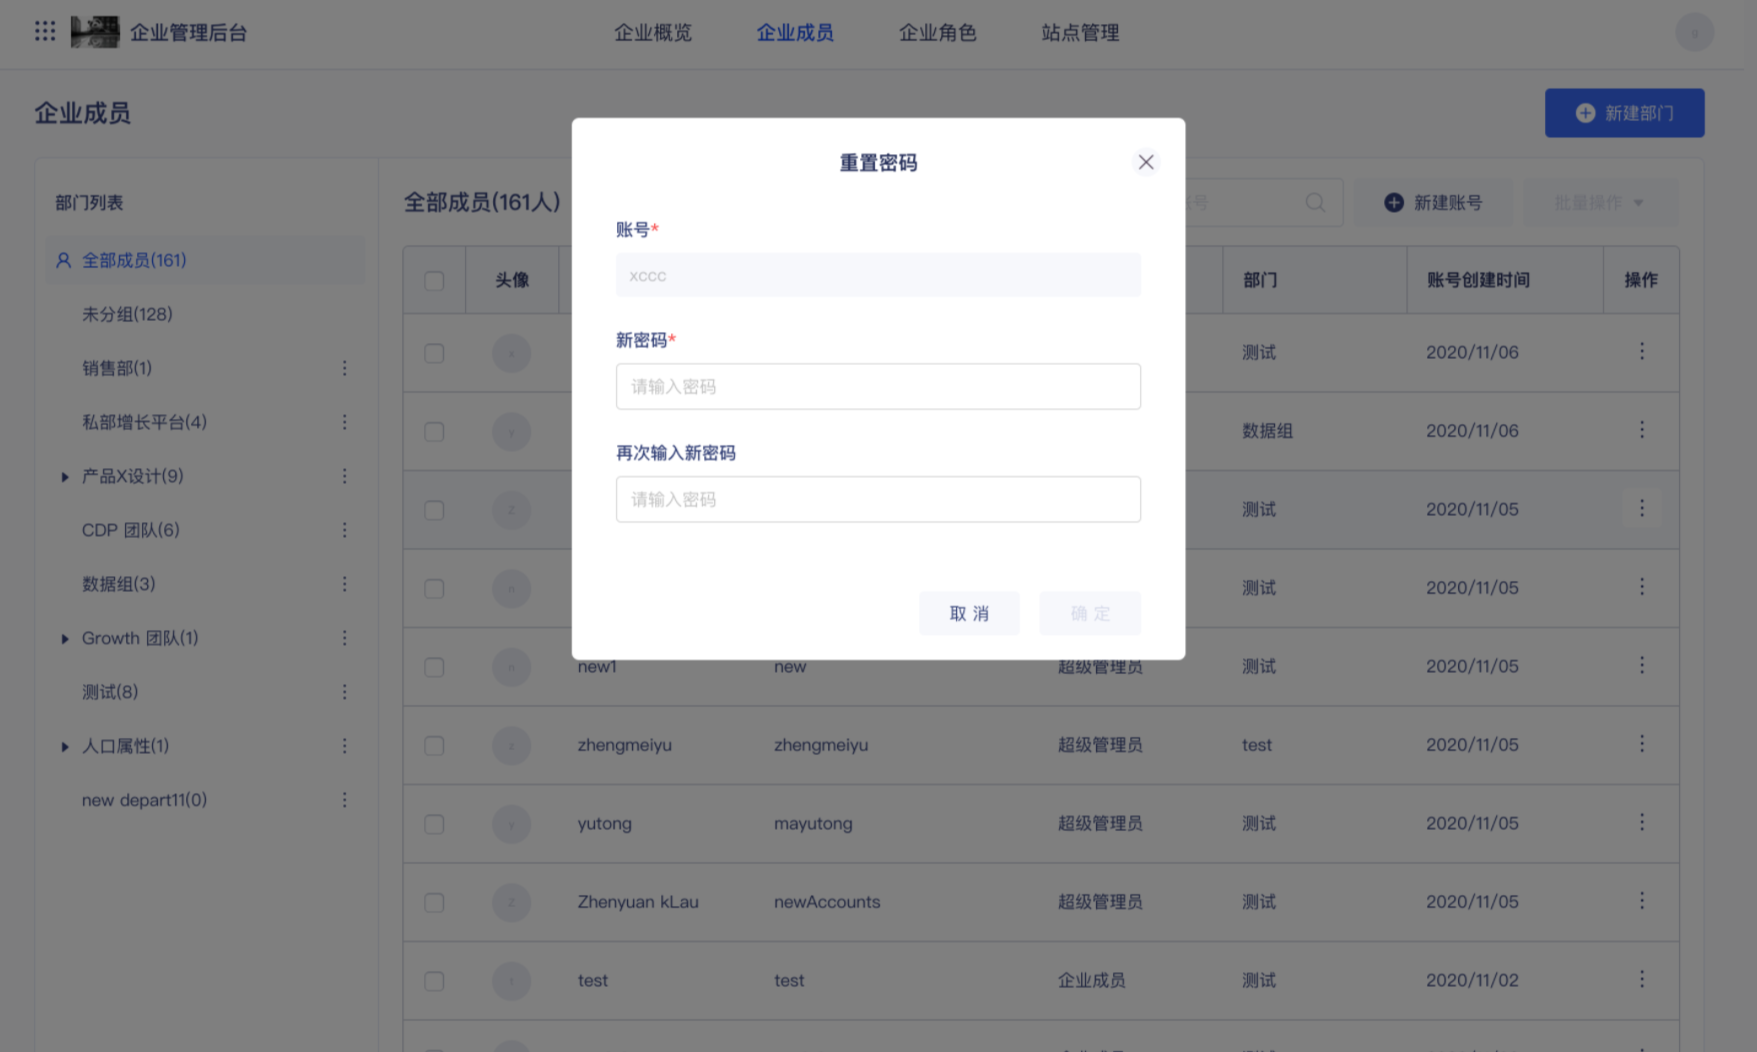 企业管理后台
企业概览 企业成员 企业角色 站点管理
企业成员
新建部门
部门列表
全部成员(161)
未分组(128)
销售部(1)
私部增长平台(4)
产品X设计(9)
CDP 团队(6)
数据组(3)
Growth 团队(1)
测试(8)
人口属性(1)
new depart11(0)
全部成员(161人)
号
新建账号
批量操作
头像 部门 账号创建时间 操作
测试 2020/11/06
数据组 2020/11/06
测试 2020/11/05
测试 2020/11/05
new1 new 超级管理员 测试 2020/11/05
zhengmeiyu zhengmeiyu 超级管理员 test 2020/11/05
yutong mayutong 超级管理员 测试 2020/11/05
Zhenyuan kLau newAccounts 超级管理员 测试 2020/11/05
test test 企业成员 测试 2020/11/02
重置密码
账号*
xccc
新密码*
请输入密码
再次输入新密码
请输入密码
取 消
确 定